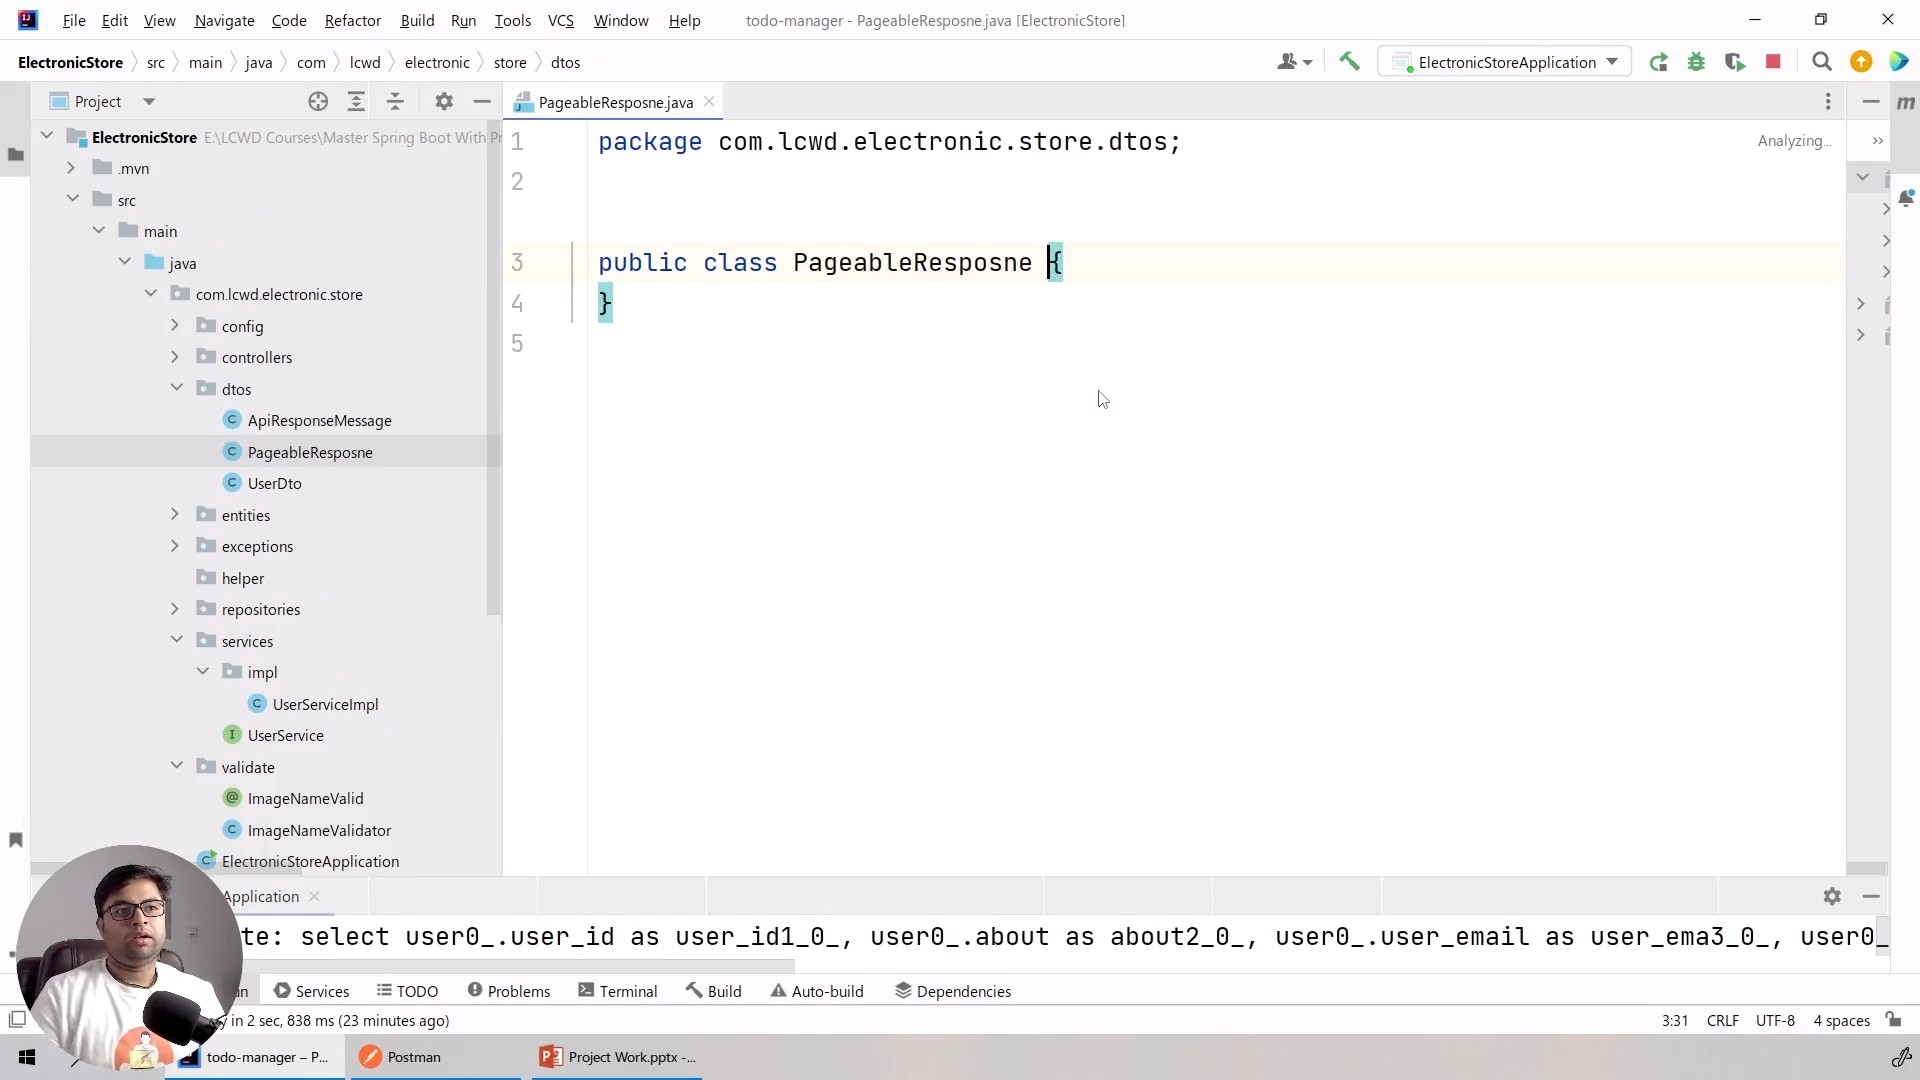 File Edit View Navigate Code Refactor Build Run Tools VCS Window Help todo-manager - PageableResposne.java [ElectronicStore]
ElectronicStore src main java com lcwd electronic store dtos ElectronicStoreApplication
Project PageableResposne.java
ElectronicStore E:\LCWD Courses\Master Spring Boot With Pr
.mvn
src
main
java
com.lcwd.electronic.store
config
controllers
dtos
ApiResponseMessage
PageableResposne
UserDto
entities
exceptions
helper
repositories
services
impl
UserServiceImpl
UserService
validate
ImageNameValid
ImageNameValidator
ElectronicStoreApplication
1 package com.lcwd.electronic.store.dtos; Analyzing...
2
3 public class PageableResposne {
4 }
5
Application
te: select user0_.user_id as user_id1_0_, user0_.about as about2_0_, user0_.user_email as user_ema3_0_, user0_
Services TODO Problems Terminal Build Auto-build Dependencies
y in 2 sec, 838 ms (23 minutes ago) 3:31 CRLF UTF-8 4 spaces
todo-manager – P... Postman Project Work.pptx -...